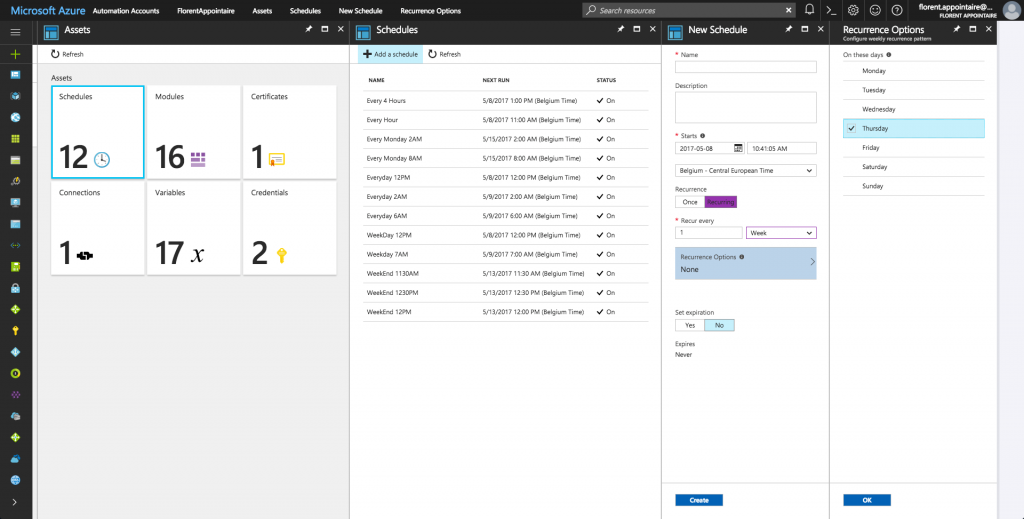 Microsoft Azure Automation Accounts FlorentAppointaire Assets Schedules New Schedule Recurrence Options
Search resources
florent.appointaire@...
FLORENT APPOINTAIRE
Assets
Refresh
Assets
Schedules
12
Modules
16
Certificates
1
Connections
1
Variables
17 x
Credentials
2
Schedules
Add a schedule Refresh
NAME NEXT RUN STATUS
Every 4 Hours 5/8/2017 1:00 PM (Belgium Time) On
Every Hour 5/8/2017 11:00 AM (Belgium Time) On
Every Monday 2AM 5/15/2017 2:00 AM (Belgium Time) On
Every Monday 8AM 5/15/2017 8:00 AM (Belgium Time) On
Everyday 12PM 5/8/2017 12:00 PM (Belgium Time) On
Everyday 2AM 5/9/2017 2:00 AM (Belgium Time) On
Everyday 6AM 5/9/2017 6:00 AM (Belgium Time) On
WeekDay 12PM 5/8/2017 12:00 PM (Belgium Time) On
Weekday 7AM 5/9/2017 7:00 AM (Belgium Time) On
WeekEnd 1130AM 5/13/2017 11:30 AM (Belgium Time) On
WeekEnd 1230PM 5/13/2017 12:30 PM (Belgium Time) On
WeekEnd 12PM 5/13/2017 12:00 PM (Belgium Time) On
New Schedule
* Name
Description
* Starts
2017-05-08 10:41:05 AM
Belgium - Central European Time
Recurrence
Once Recurring
* Recur every
1 Week
Recurrence Options
None
Set expiration
Yes No
Expires
Never
Create
Recurrence Options
Configure weekly recurrence pattern
On these days
Monday
Tuesday
Wednesday
Thursday
Friday
Saturday
Sunday
OK